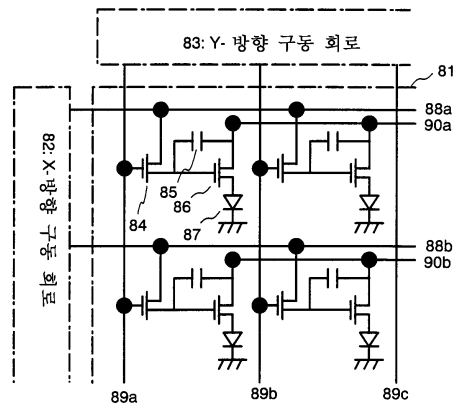 83: Y- 방향 구동 회로
81
88a
90a
82: X- 방향 구동 회로
85
84
86
87
88b
90b
89a
89b
89c